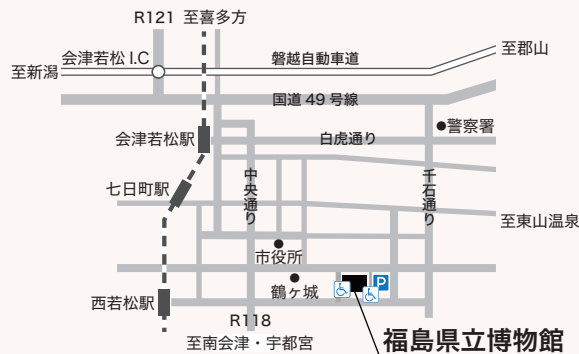 R121 至喜多方
会津若松 I.C
磐越自動車道
至郡山
至新潟
国道 49 号線
警察署
会津若松駅
白虎通り
七日町駅
中央通り
千石通り
至東山温泉
市役所
P
鶴ヶ城
西若松駅
R118
福島県立博物館
至南会津・宇都宮